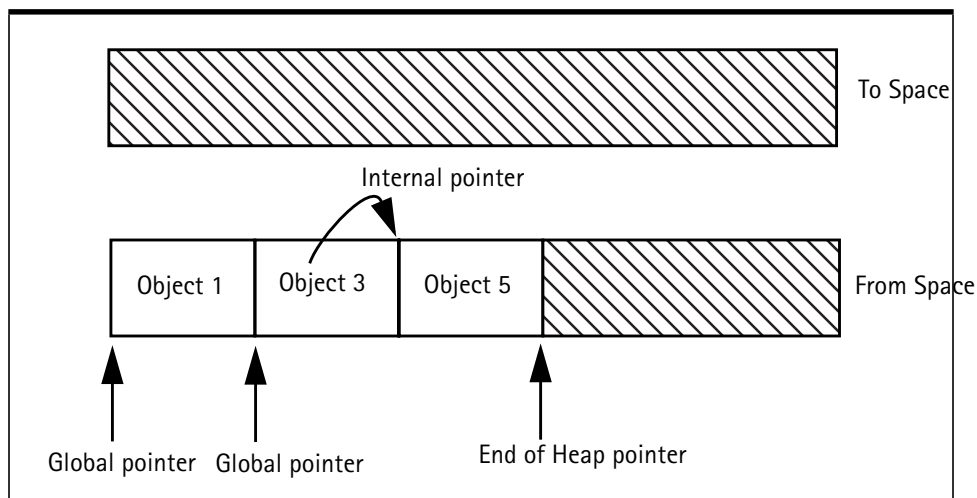 To Space
Internal pointer
Object 1
Object 3
Object 5
From Space
Global pointer
Global pointer
End of Heap pointer